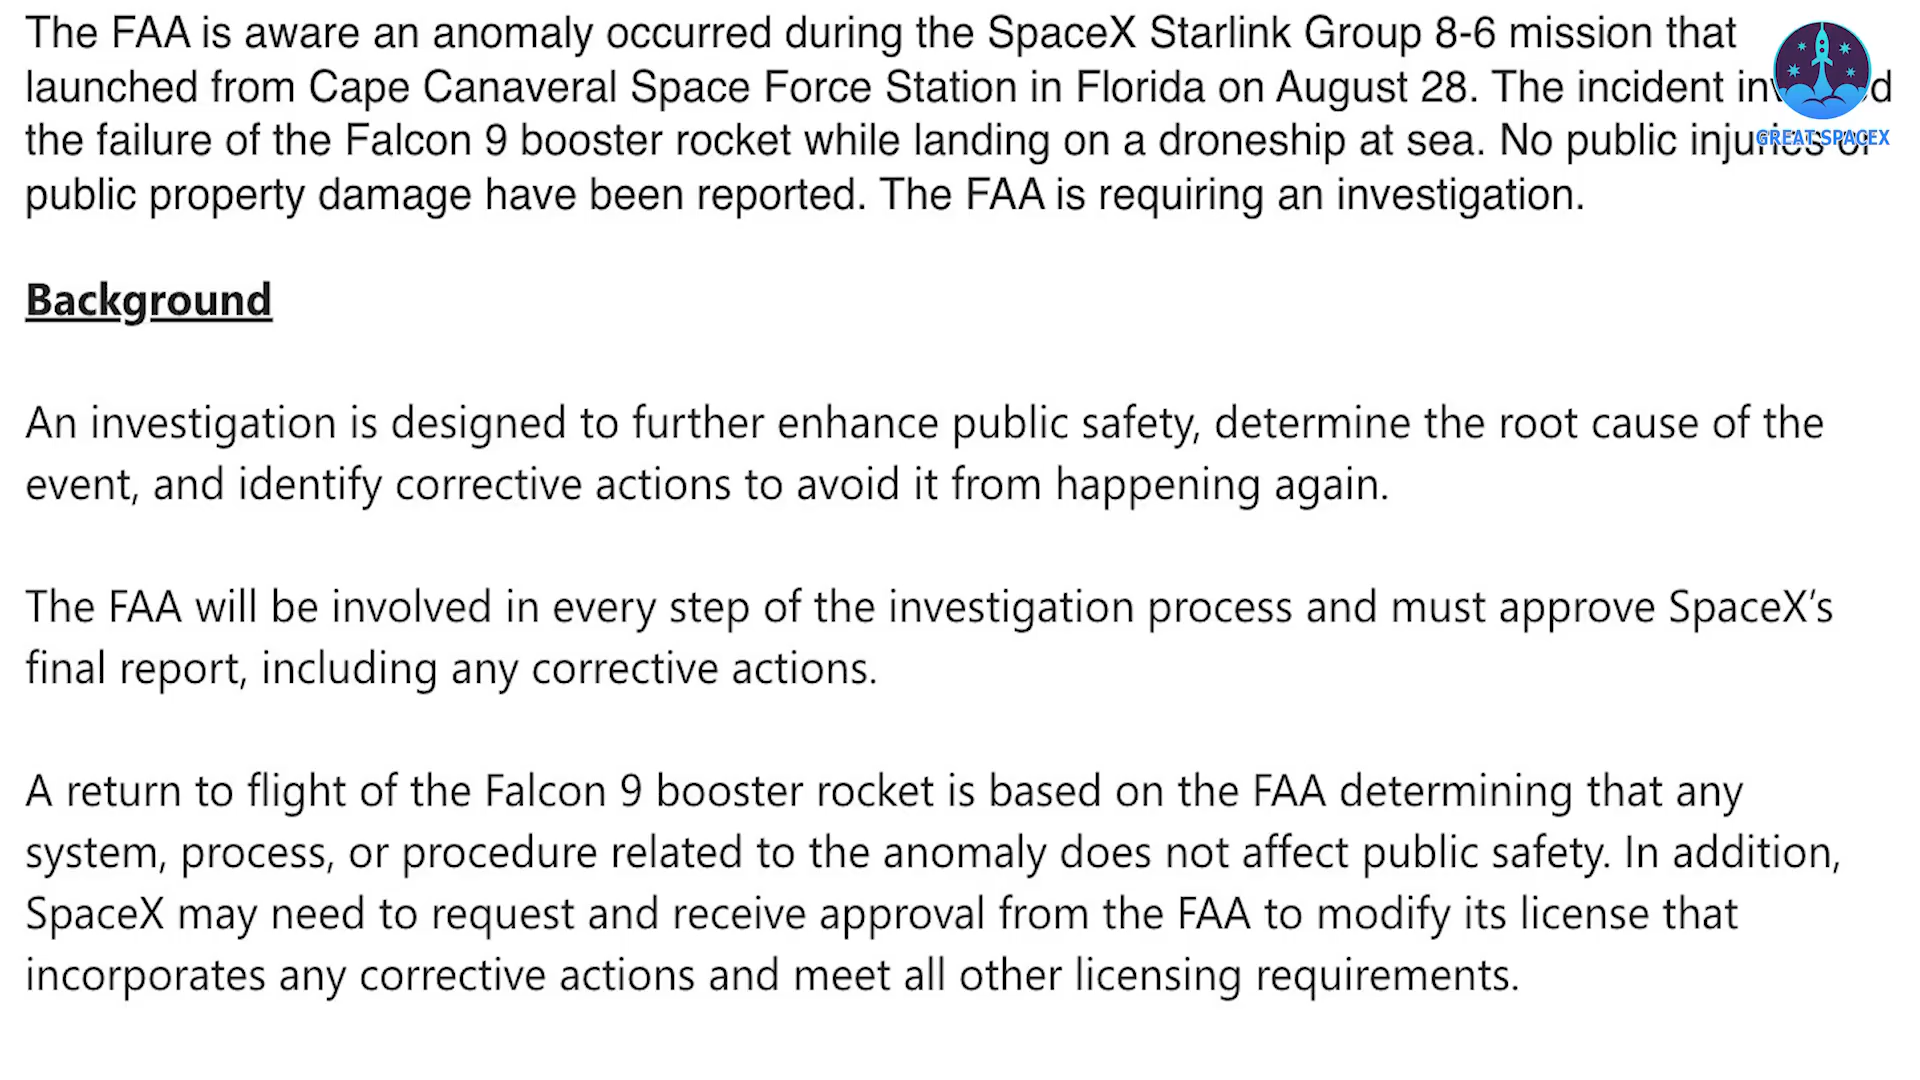 The FAA is aware an anomaly occurred during the SpaceX Starlink Group 8-6 mission that
launched from Cape Canaveral Space Force Station in Florida on August 28. The incident involved
the failure of the Falcon 9 booster rocket while landing on a droneship at sea. No public injuries or
public property damage have been reported. The FAA is requiring an investigation.
GREAT SPACEX
Background
An investigation is designed to further enhance public safety, determine the root cause of the
event, and identify corrective actions to avoid it from happening again.
The FAA will be involved in every step of the investigation process and must approve SpaceX’s
final report, including any corrective actions.
A return to flight of the Falcon 9 booster rocket is based on the FAA determining that any
system, process, or procedure related to the anomaly does not affect public safety. In addition,
SpaceX may need to request and receive approval from the FAA to modify its license that
incorporates any corrective actions and meet all other licensing requirements.